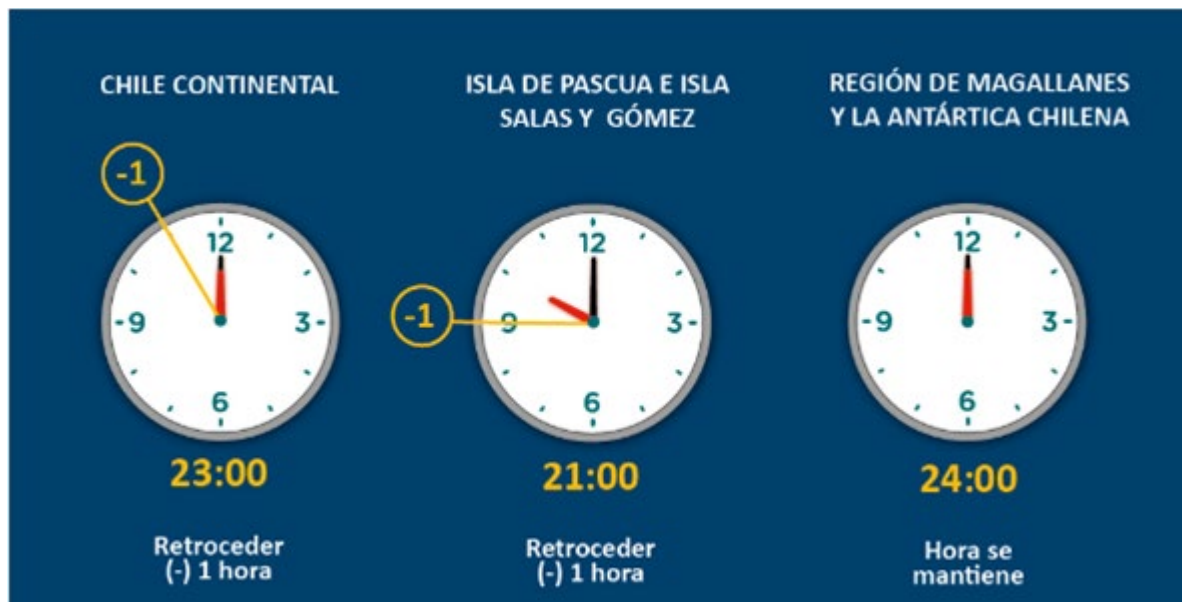 CHILE CONTINENTAL
-1
12
3
6
9
23:00
Retroceder
(-) 1 hora
ISLA DE PASCUA E ISLA
SALAS Y GÓMEZ
-1
12
3
6
9
21:00
Retroceder
(-) 1 hora
REGIÓN DE MAGALLANES
Y LA ANTÁRTICA CHILENA
12
3
6
9
24:00
Hora se
mantiene